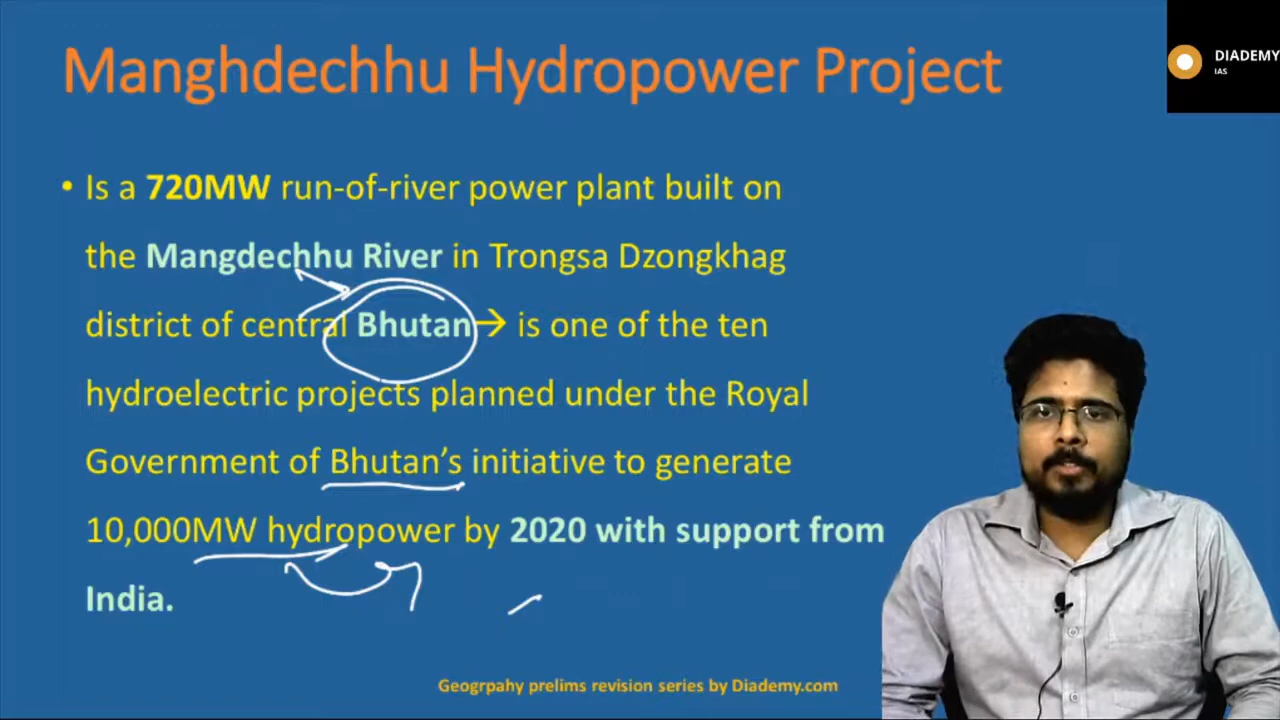 Manghdechhu Hydropower Project
DIADEMY
IAS
• Is a 720MW run-of-river power plant built on
the Mangdechhu River in Trongsa Dzongkhag
district of central Bhutan→ is one of the ten
hydroelectric projects planned under the Royal
Government of Bhutan’s initiative to generate
10,000MW hydropower by 2020 with support from
India.
Geogrpahy prelims revision series by Diademy.com